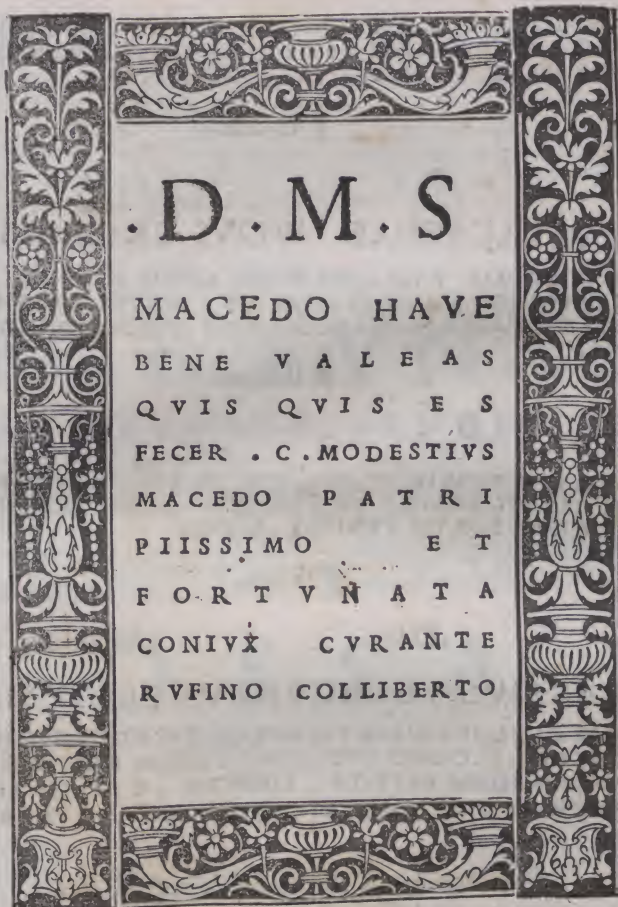 .D.M.S
MACEDO HAVE
BENE VALEAS
QVIS QVIS ES
FECER . C . MODESTIVS
MACEDO PATRI
PIISSIMO ET
FORTVNATA
CONIVX CVRANTE
RVFINO COLLIBERTO